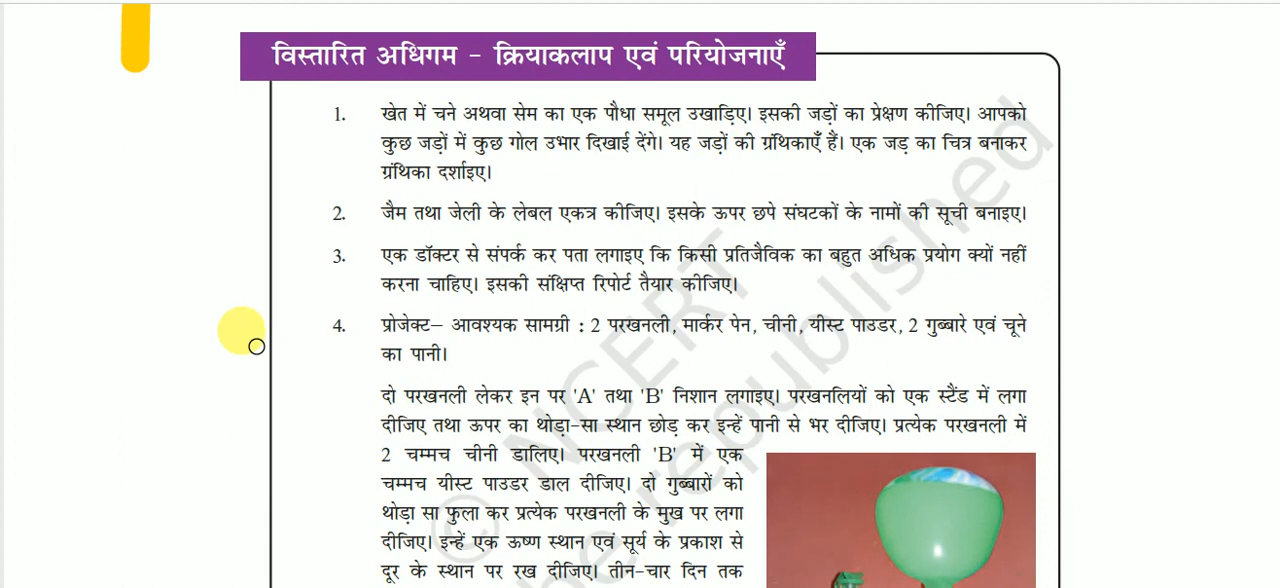 विस्तारित अधिगम – क्रियाकलाप एवं परियोजनाएँ
1. खेत में चने अथवा सेम का एक पौधा समूल उखाड़िए। इसकी जड़ों का प्रेक्षण कीजिए। आपको
कुछ जड़ों में कुछ गोल उभार दिखाई देंगे। यह जड़ों की ग्रंथिकाएँ हैं। एक जड़ का चित्र बनाकर
ग्रंथिका दर्शाइए।
2. जैम तथा जेली के लेबल एकत्र कीजिए। इसके ऊपर छपे संघटकों के नामों की सूची बनाइए।
3. एक डॉक्टर से संपर्क कर पता लगाइए कि किसी प्रतिजैविक का बहुत अधिक प्रयोग क्यों नहीं
करना चाहिए। इसकी संक्षिप्त रिपोर्ट तैयार कीजिए।
4. प्रोजेक्ट– आवश्यक सामग्री : 2 परखनली, मार्कर पेन, चीनी, यीस्ट पाउडर, 2 गुब्बारे एवं चूने
का पानी।
दो परखनली लेकर इन पर 'A' तथा 'B' निशान लगाइए। परखनलियों को एक स्टैंड में लगा
दीजिए तथा ऊपर का थोड़ा-सा स्थान छोड़ कर इन्हें पानी से भर दीजिए। प्रत्येक परखनली में
2 चम्मच चीनी डालिए। परखनली 'B' में एक
चम्मच यीस्ट पाउडर डाल दीजिए। दो गुब्बारों को
थोड़ा सा फुला कर प्रत्येक परखनली के मुख पर लगा
दीजिए। इन्हें एक ऊष्ण स्थान एवं सूर्य के प्रकाश से
दूर के स्थान पर रख दीजिए। तीन-चार दिन तक
© NCERT
be republished